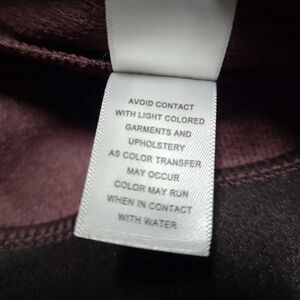 AVOID CONTACT
WITH LIGHT COLORED
GARMENTS AND
UPHOLSTERY
AS COLOR TRANSFER
MAY OCCUR
COLOR MAY RUN
WHEN IN CONTACT
WITH WATER